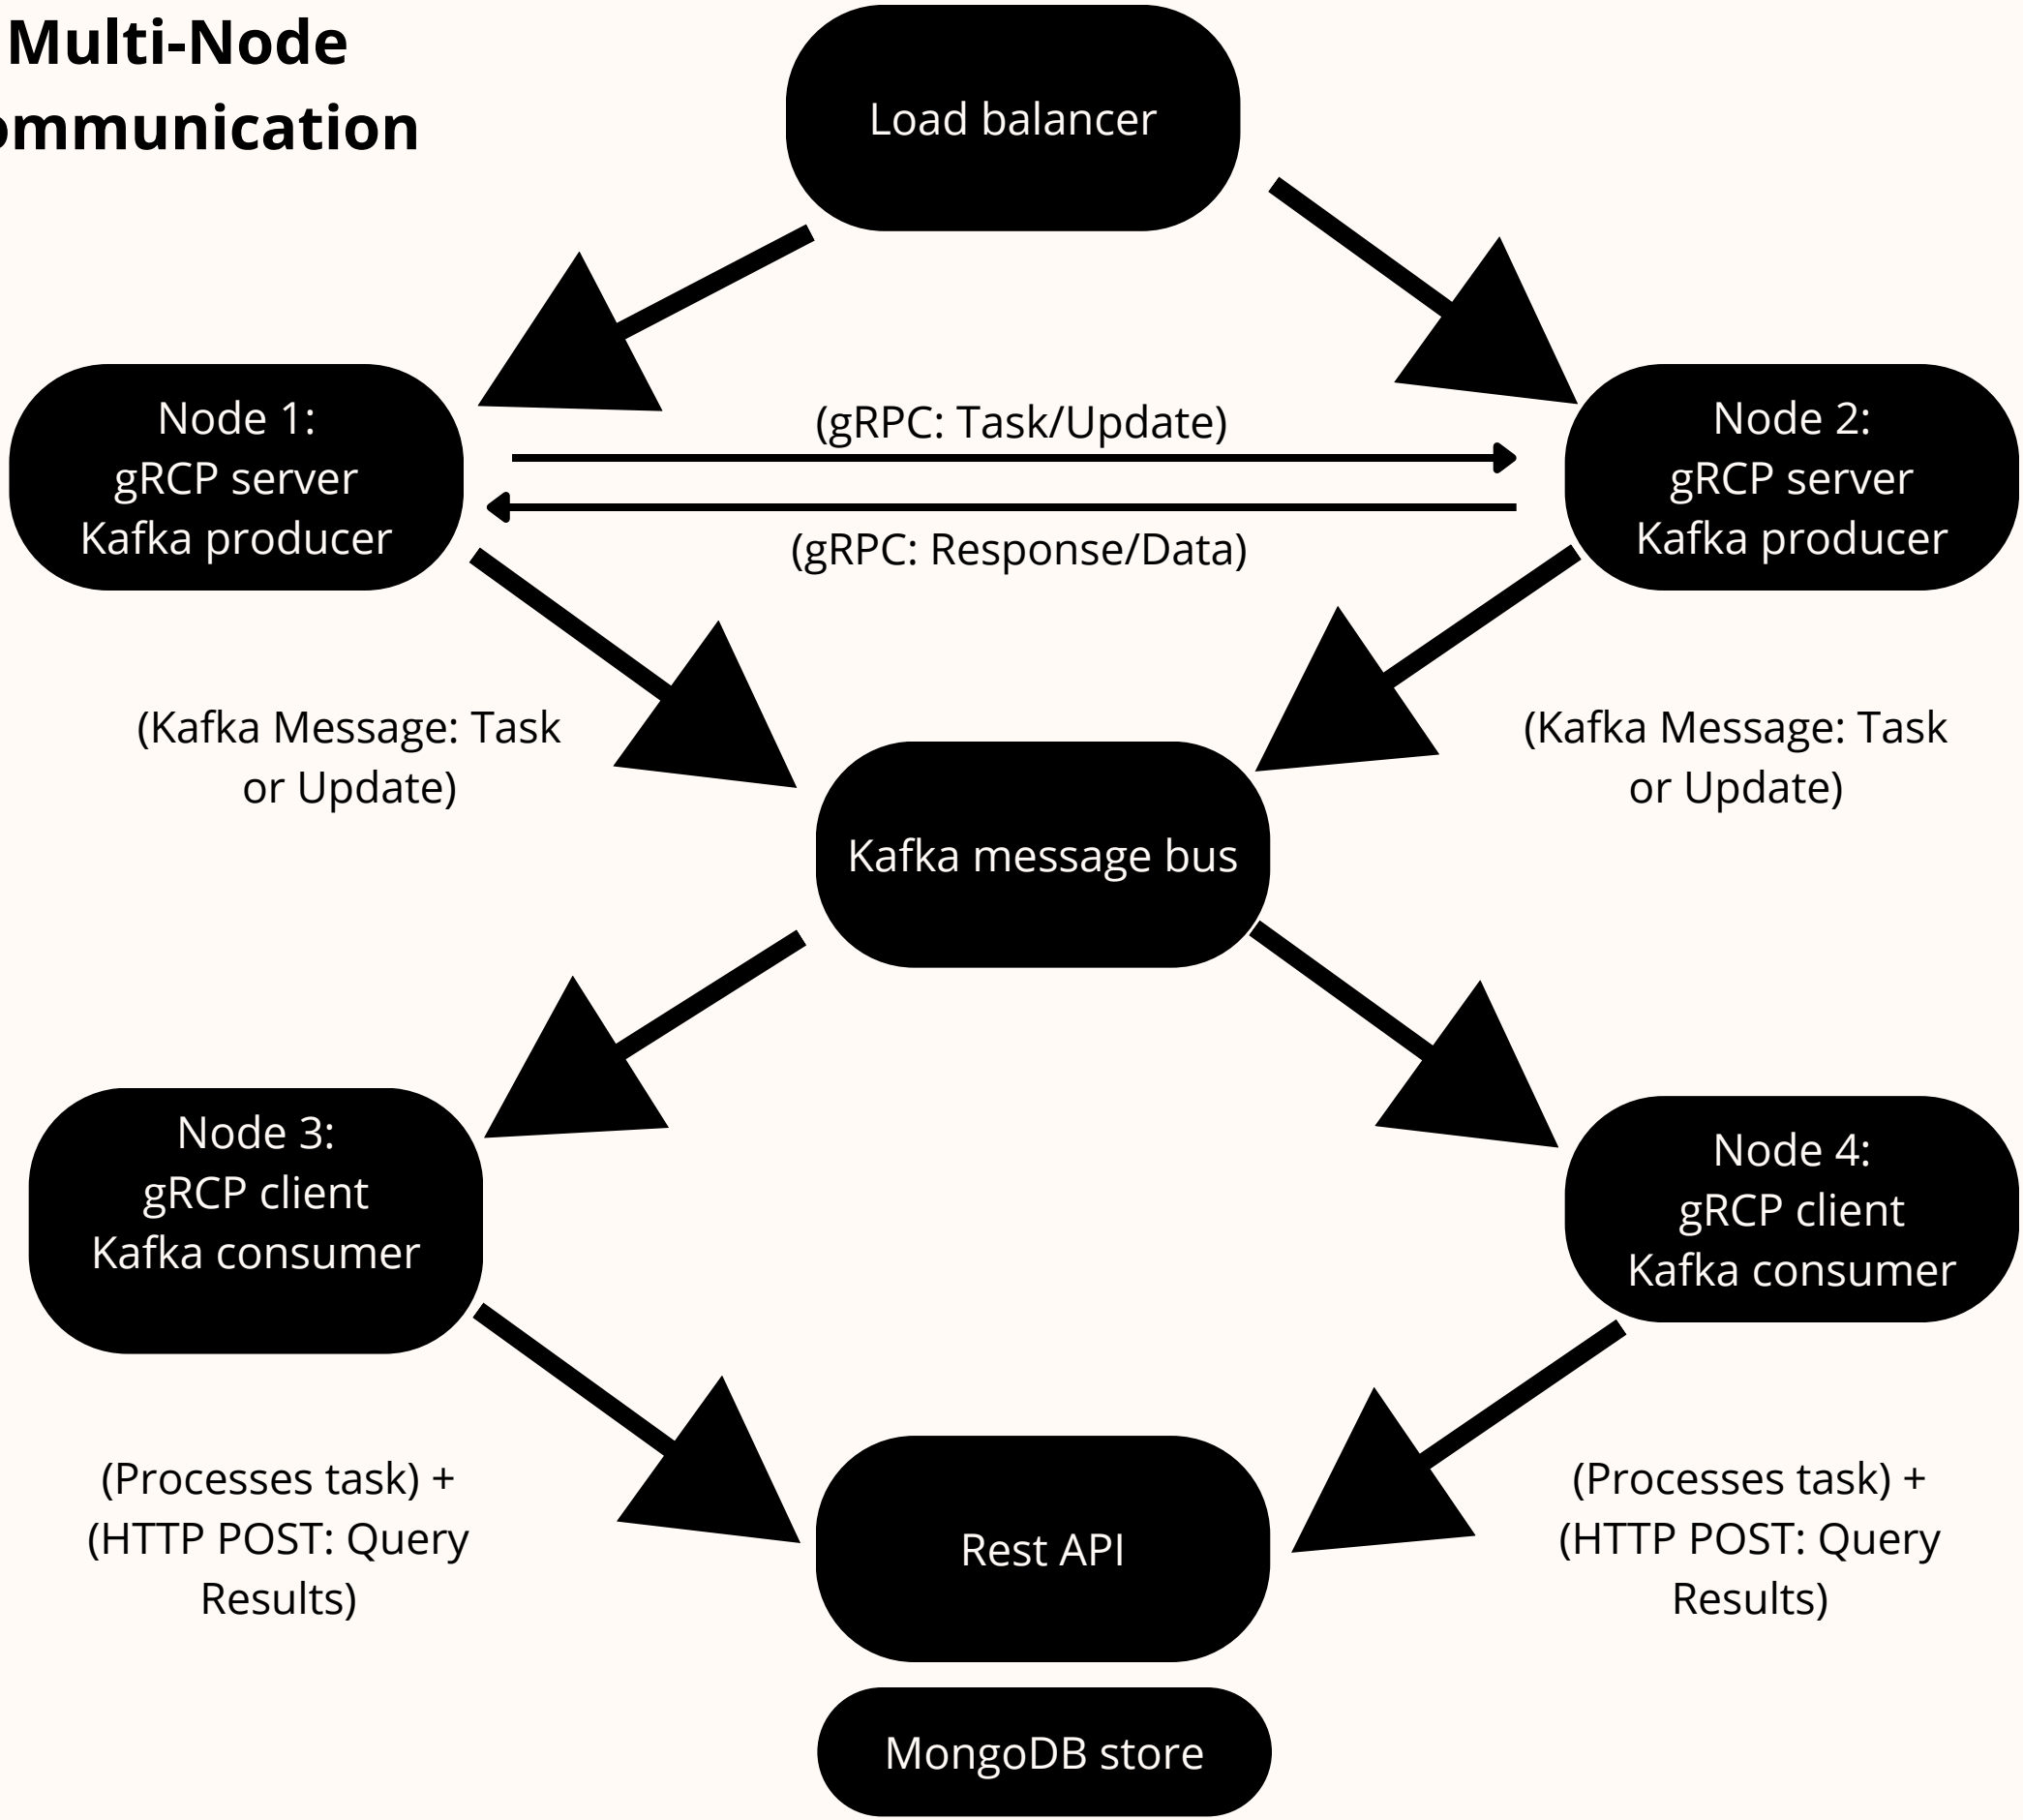 Multi-Node
ommunication
Load balancer
Node 1:
gRCP server
Kafka producer
(gRPC: Task/Update)
(gRPC: Response/Data)
Node 2:
gRCP server
Kafka producer
(Kafka Message: Task
or Update)
(Kafka Message: Task
or Update)
Kafka message bus
Node 3:
gRCP client
Kafka consumer
Node 4:
gRCP client
Kafka consumer
(Processes task) +
(HTTP POST: Query
Results)
Rest API
(Processes task) +
(HTTP POST: Query
Results)
MongoDB store